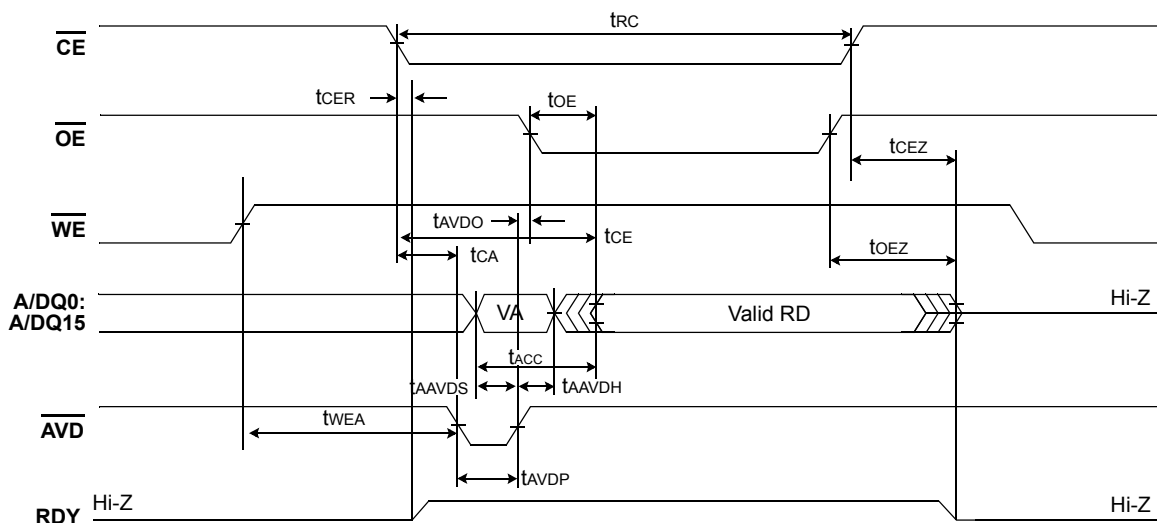 tRC
CE
tCER
tOE
OE
tCEZ
WE
tAVDO
tCE
tCA
tOEZ
A/DQ0:
A/DQ15
VA
Valid RD
Hi-Z
tACC
tAAVDS
tAAVDH
AVD
tWEA
tAVDP
Hi-Z
RDY
Hi-Z